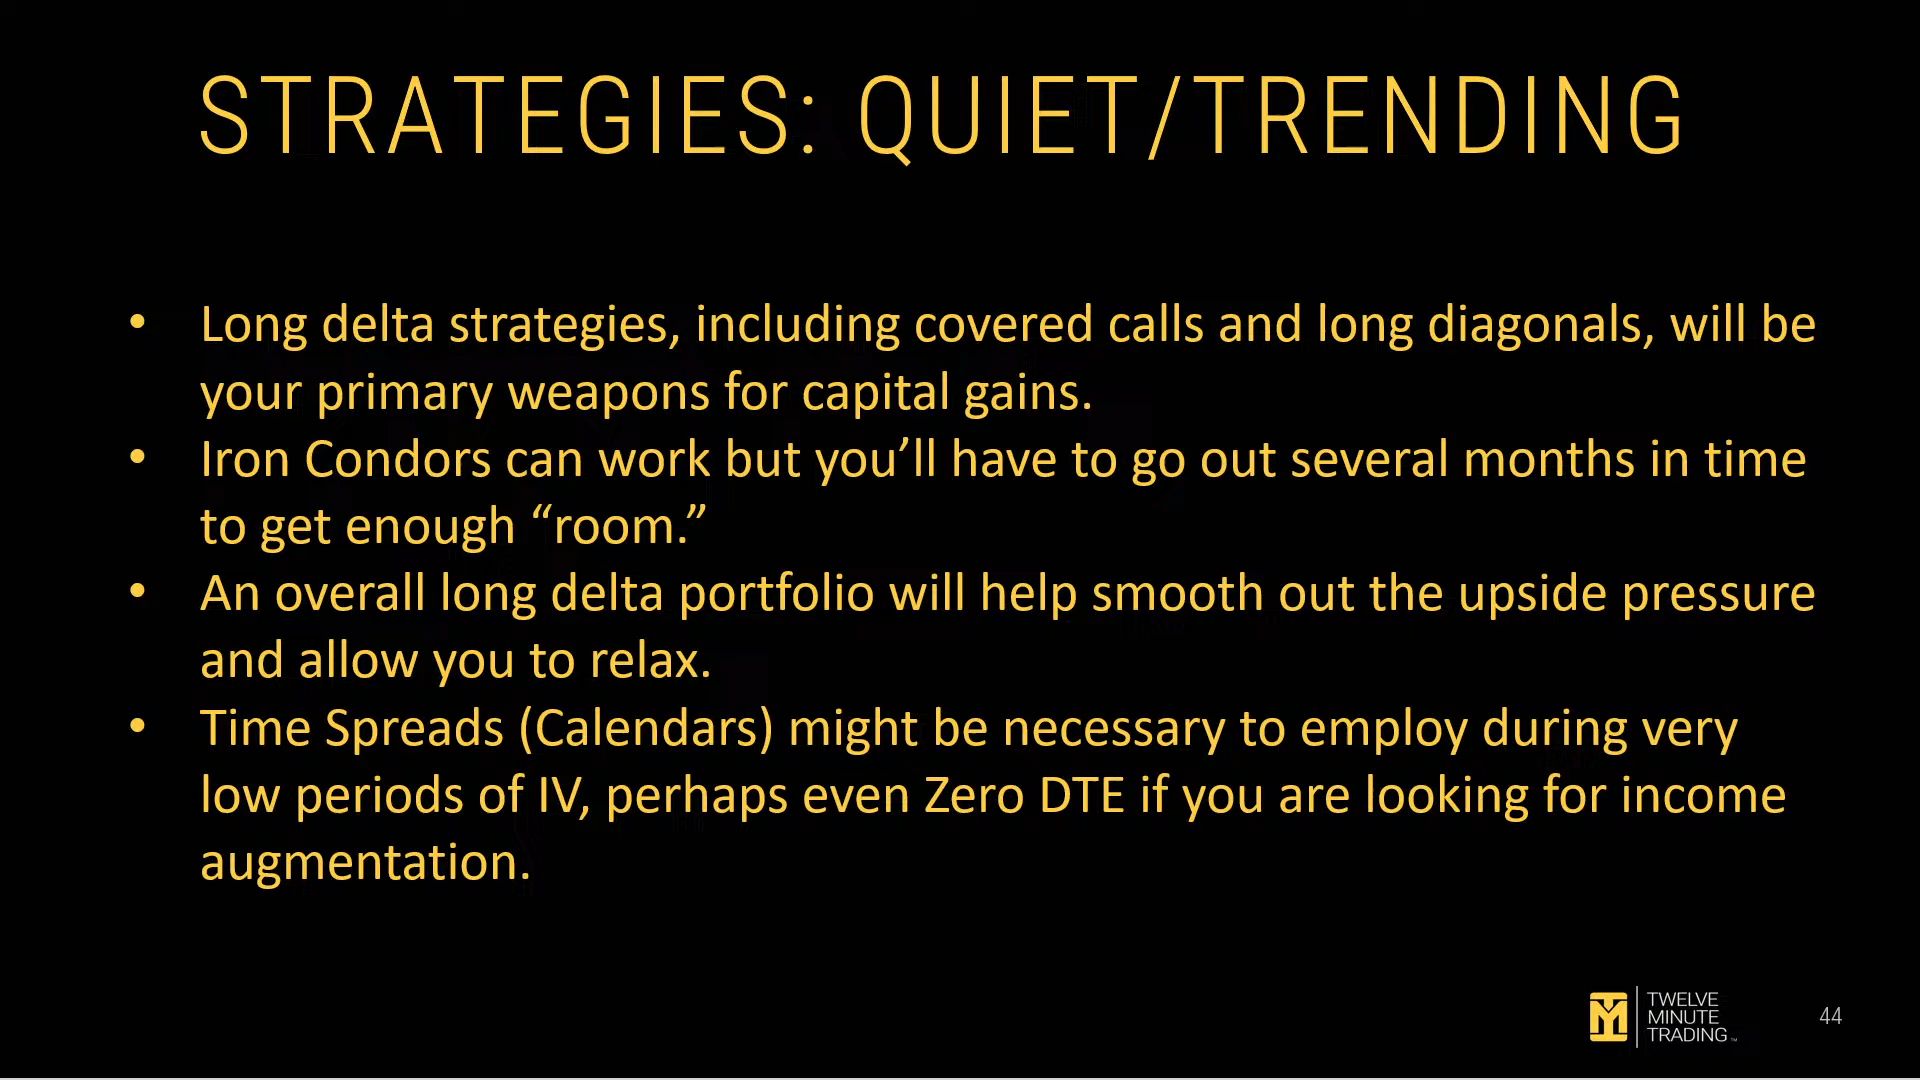 STRATEGIES: QUIET/TRENDING
• Long delta strategies, including covered calls and long diagonals, will be
your primary weapons for capital gains.
• Iron Condors can work but you’ll have to go out several months in time
to get enough “room.”
• An overall long delta portfolio will help smooth out the upside pressure
and allow you to relax.
• Time Spreads (Calendars) might be necessary to employ during very
low periods of IV, perhaps even Zero DTE if you are looking for income
augmentation.
TWELVE
MINUTE
TRADING™
44